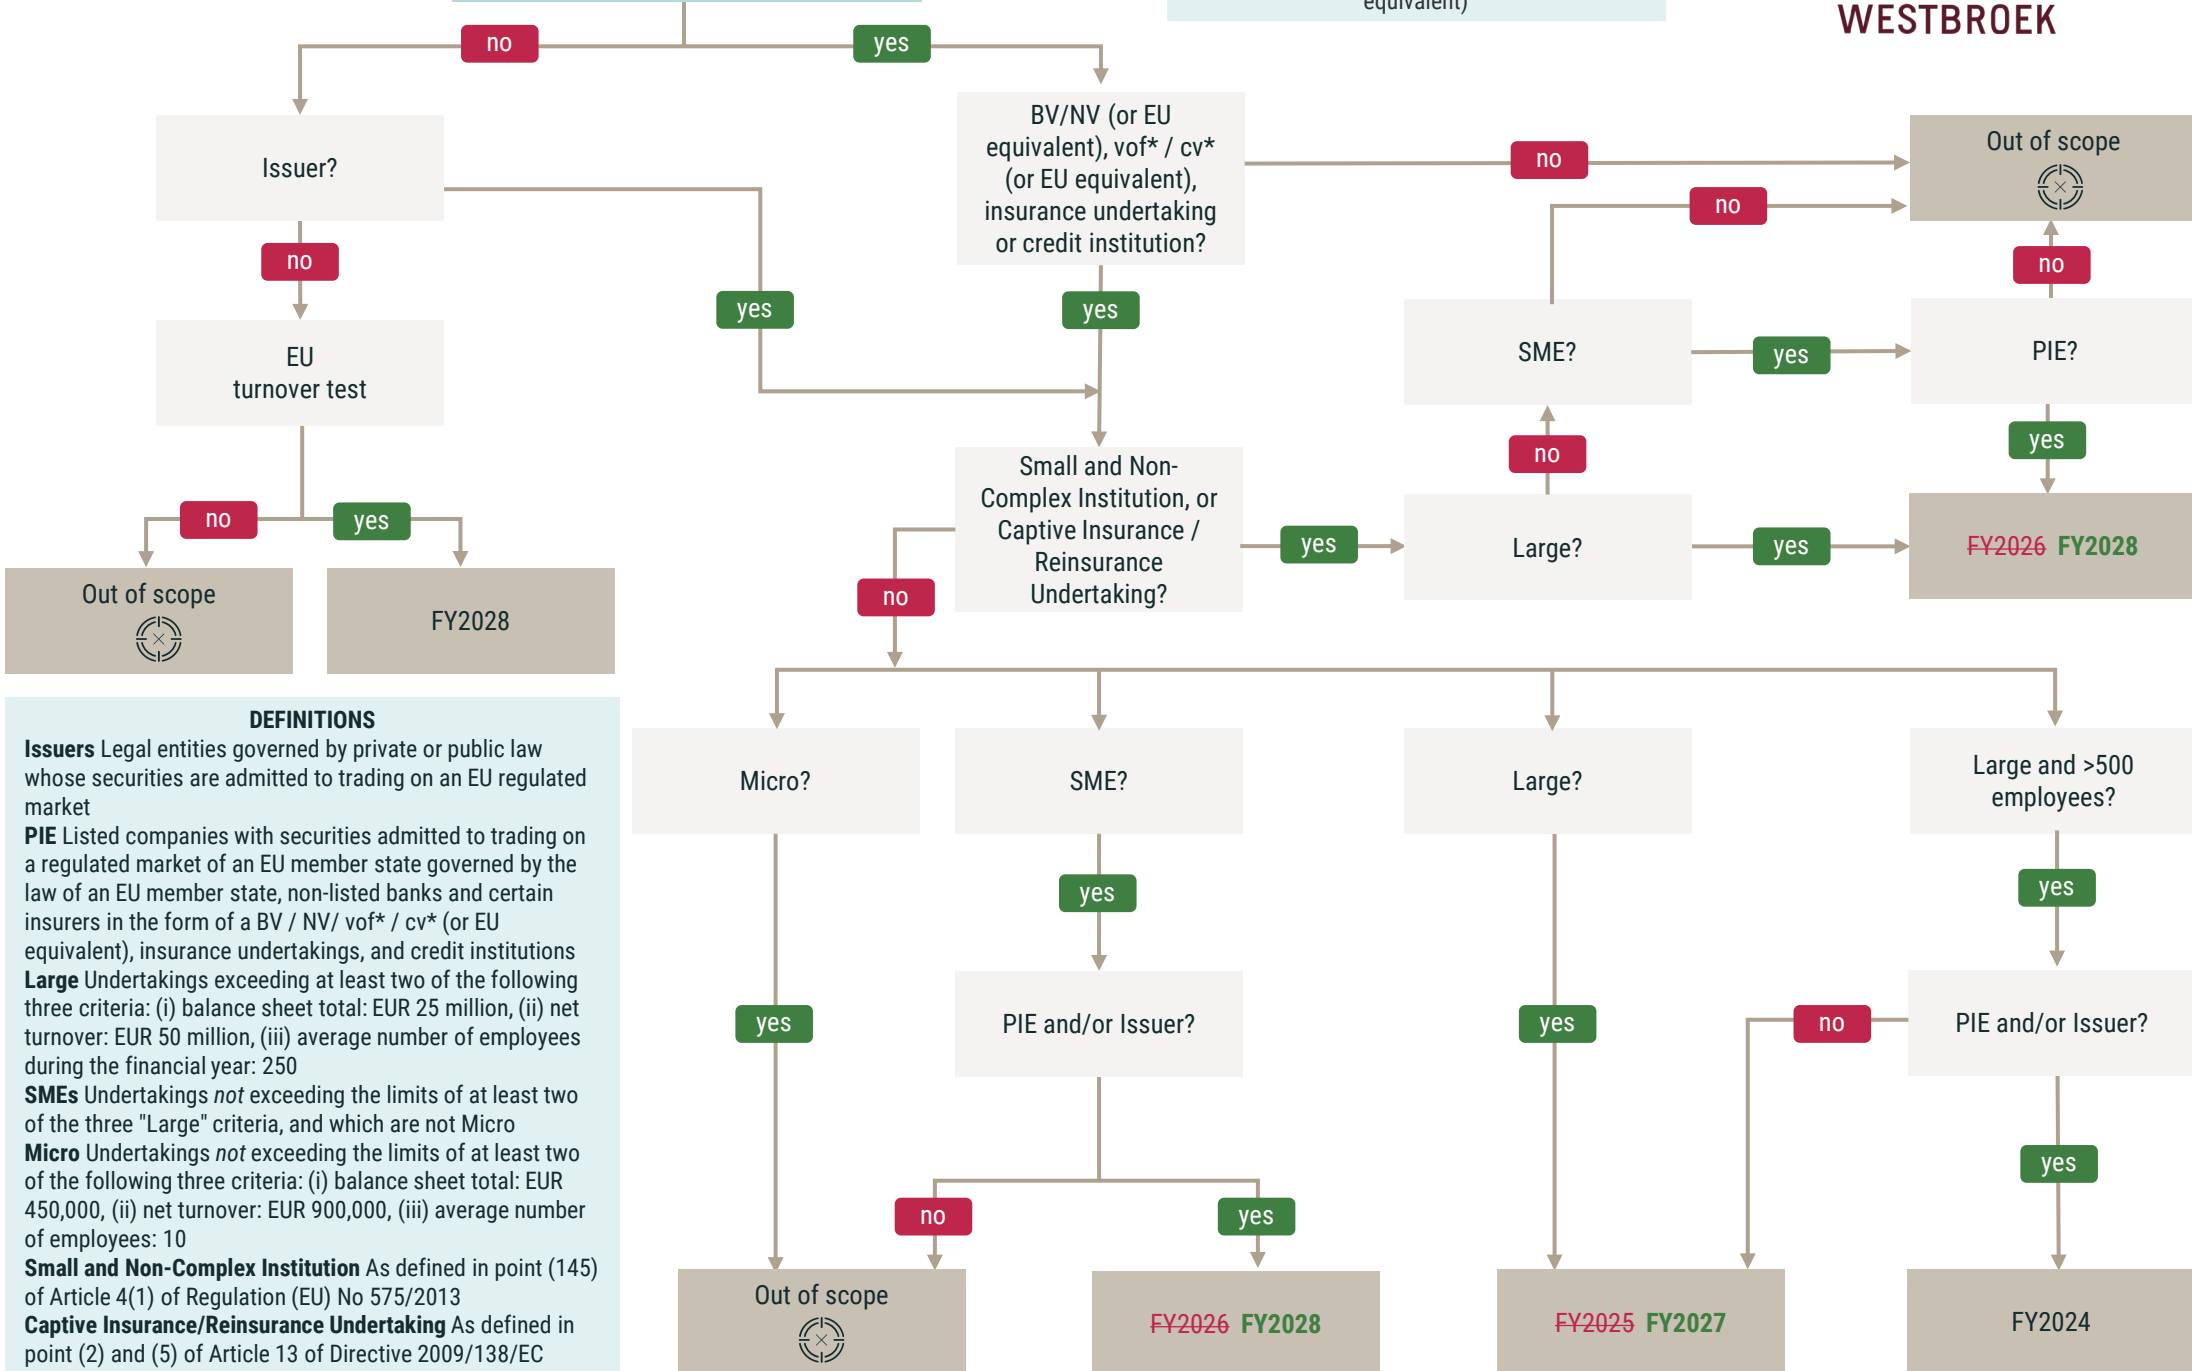 equivalent)
WESTBROEK
no
yes
Issuer?
BV/NV (or EU
equivalent), vof* / cv*
(or EU equivalent),
insurance undertaking
or credit institution?
no
Out of scope
no
no
no
yes
yes
EU
turnover test
SME?
yes
PIE?
no
yes
Small and Non-
Complex Institution, or
Captive Insurance /
Reinsurance
Undertaking?
yes
Large?
yes
FY2026 FY2028
no
yes
no
Out of scope
FY2028
DEFINITIONS
Issuers Legal entities governed by private or public law
whose securities are admitted to trading on an EU regulated
market
PIE Listed companies with securities admitted to trading on
a regulated market of an EU member state governed by the
law of an EU member state, non-listed banks and certain
insurers in the form of a BV / NV/ vof* / cv* (or EU
equivalent), insurance undertakings, and credit institutions
Large Undertakings exceeding at least two of the following
three criteria: (i) balance sheet total: EUR 25 million, (ii) net
turnover: EUR 50 million, (iii) average number of employees
during the financial year: 250
SMEs Undertakings not exceeding the limits of at least two
of the three "Large" criteria, and which are not Micro
Micro Undertakings not exceeding the limits of at least two
of the following three criteria: (i) balance sheet total: EUR
450,000, (ii) net turnover: EUR 900,000, (iii) average number
of employees: 10
Small and Non-Complex Institution As defined in point (145)
of Article 4(1) of Regulation (EU) No 575/2013
Captive Insurance/Reinsurance Undertaking As defined in
point (2) and (5) of Article 13 of Directive 2009/138/EC
Micro?
SME?
Large?
Large and >500
employees?
yes
yes
yes
PIE and/or Issuer?
yes
no
PIE and/or Issuer?
yes
no
yes
Out of scope
FY2026 FY2028
FY2025 FY2027
FY2024